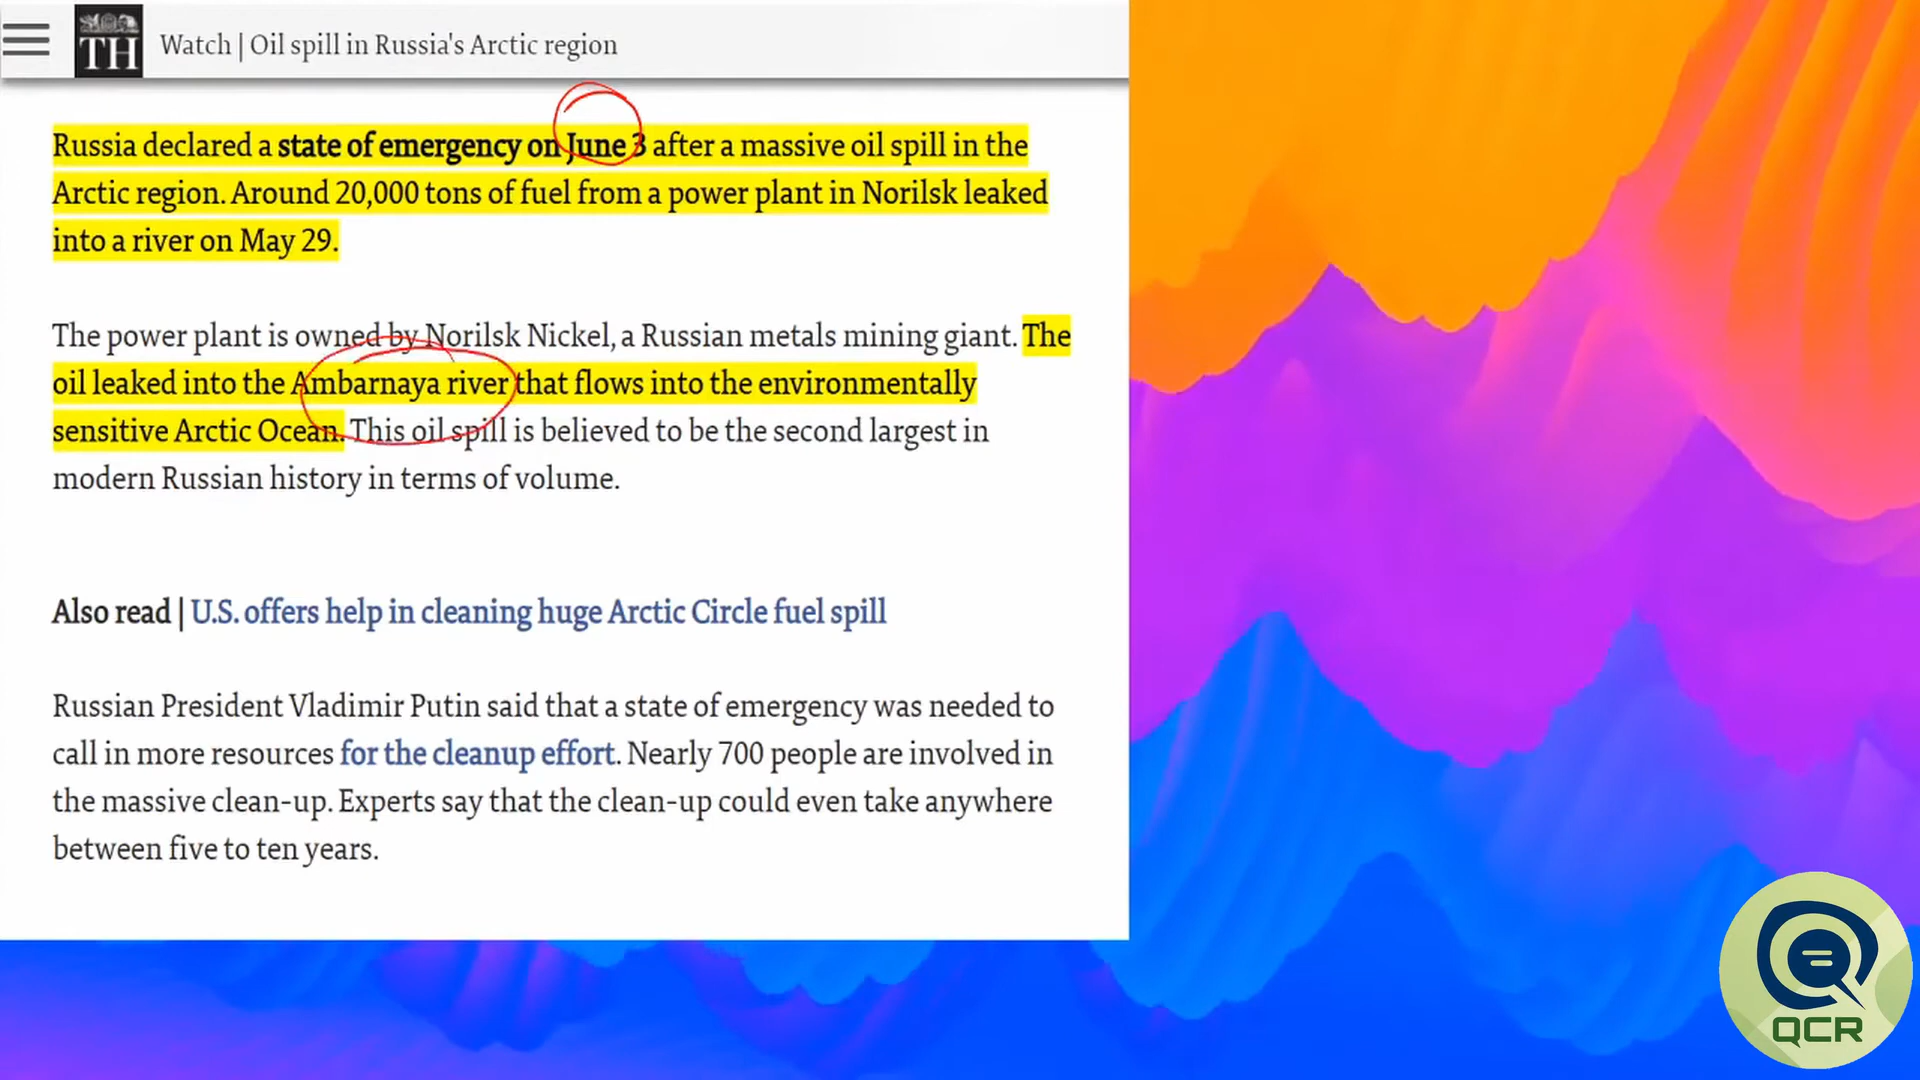 TH
Watch | Oil spill in Russia's Arctic region
Russia declared a state of emergency on June 3 after a massive oil spill in the
Arctic region. Around 20,000 tons of fuel from a power plant in Norilsk leaked
into a river on May 29.
The power plant is owned by Norilsk Nickel, a Russian metals mining giant. The
oil leaked into the Ambarnaya river that flows into the environmentally
sensitive Arctic Ocean. This oil spill is believed to be the second largest in
modern Russian history in terms of volume.
Also read | U.S. offers help in cleaning huge Arctic Circle fuel spill
Russian President Vladimir Putin said that a state of emergency was needed to
call in more resources for the cleanup effort. Nearly 700 people are involved in
the massive clean-up. Experts say that the clean-up could even take anywhere
between five to ten years.
QCR